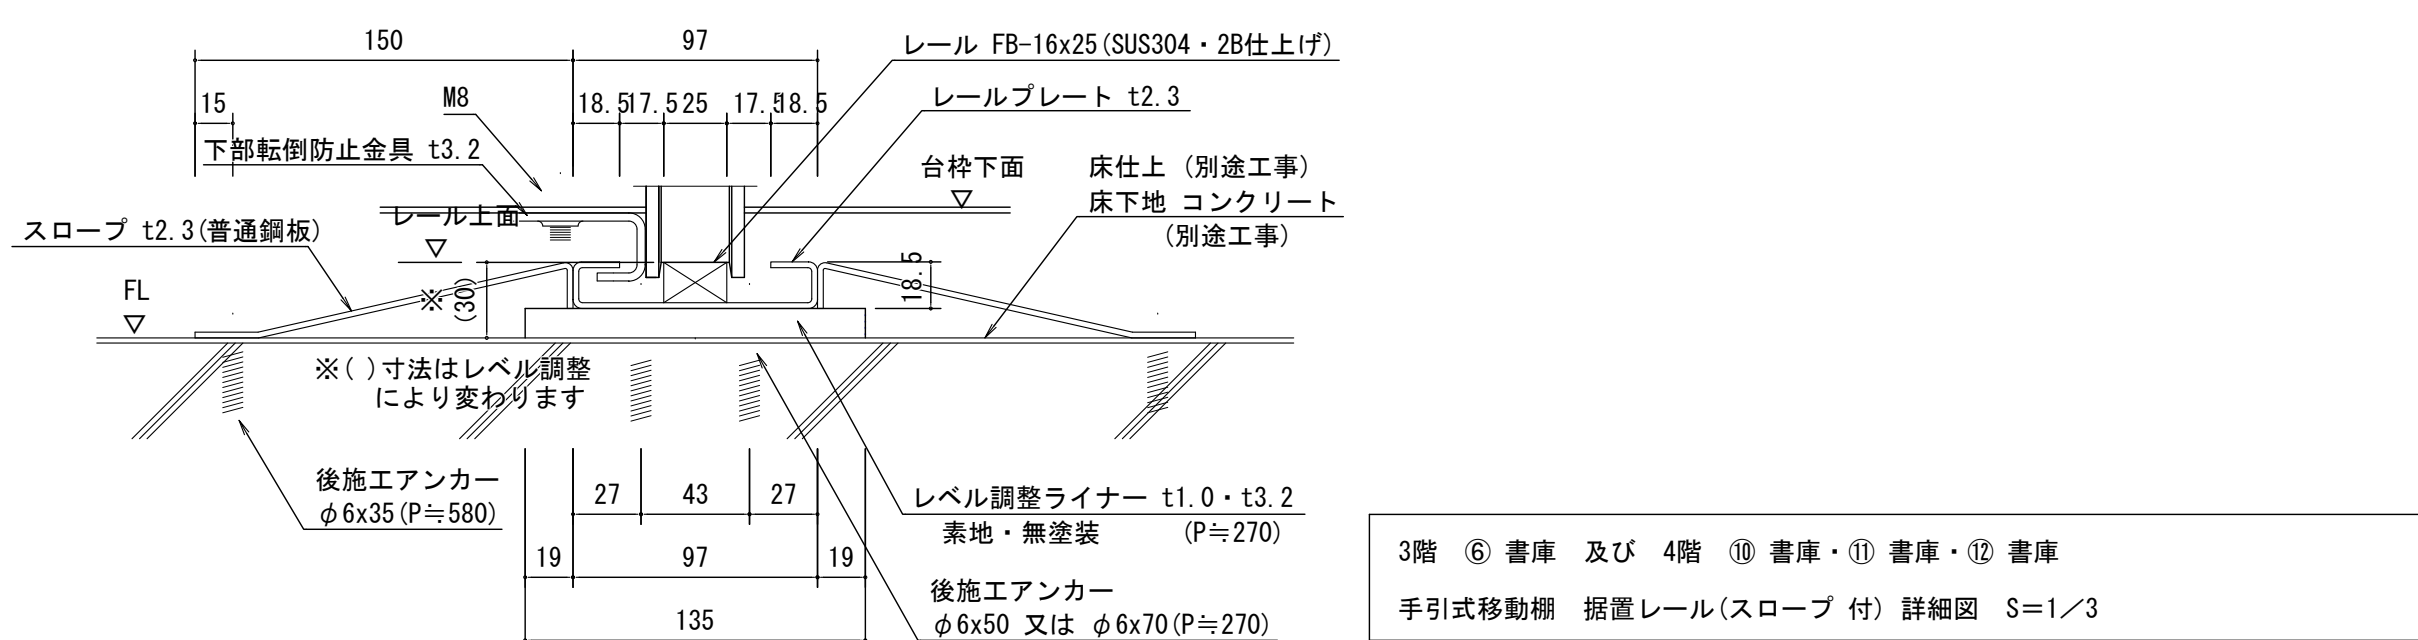 150
97
レール FB-16x25(SUS304・2B仕上げ)
15
M8
18.5
17.5
25
17.5
18.5
レールプレート t2.3
下部転倒防止金具 t3.2
台枠下面
床仕上 (別途工事)
床下地 コンクリート
(別途工事)
レール上面
スロープ t2.3(普通鋼板)
18.5
FL
※
(30)
※( )寸法はレベル調整
により変わります
後施工アンカー
φ6x35(P≒580)
27
43
27
レベル調整ライナー t1.0・t3.2
素地・無塗装 (P≒270)
19
97
19
後施工アンカー
φ6x50 又は φ6x70(P≒270)
135
3階 ⑥ 書庫 及び 4階 ⑩ 書庫・⑪ 書庫・⑫ 書庫
手引式移動棚 据置レール(スロープ 付) 詳細図 S=1/3